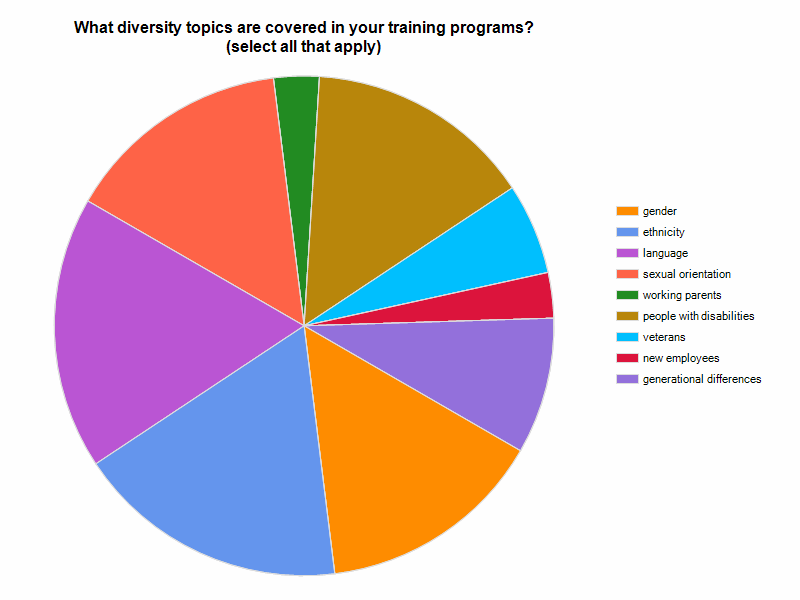 What diversity topics are covered in your training programs?
(select all that apply)
gender
ethnicity
language
sexual orientation
working parents
people with disabilities
veterans
new employees
generational differences